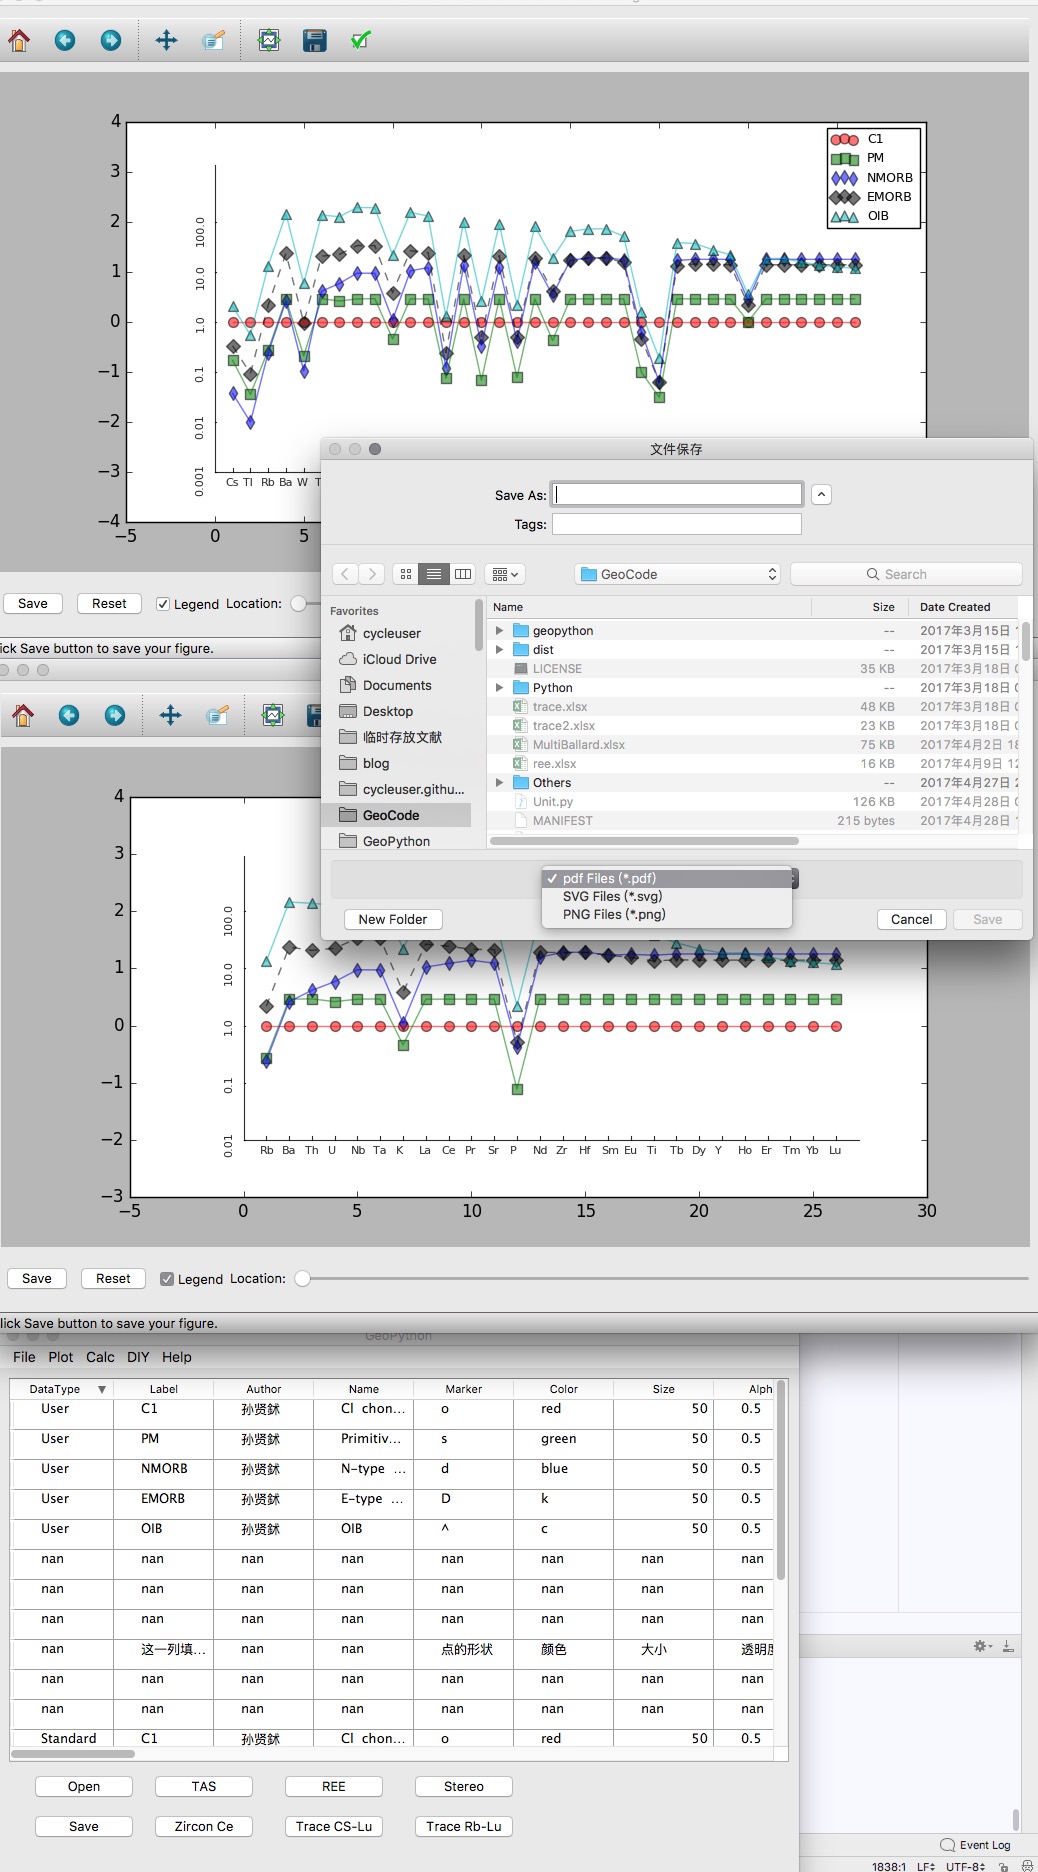 4
3
2
1
0
−1
−2
−3
−4
−5 0 5
100.0
10.0
1.0
0.1
0.01
0.001
Cs Tl Rb Ba W
C1
PM
NMORB
EMORB
OIB
Save Reset Legend Location:
ick Save button to save your figure.
文件保存
Save As:
Tags:
GeoCode
Search
Favorites
cycleuser
iCloud Drive
Documents
Desktop
临时存放文献
blog
cycleuser.githu...
GeoCode
GeoPython
Name Size Date Created
geopython -- 2017年3月15日
dist -- 2017年3月15日
LICENSE 35 KB 2017年3月18日
Python -- 2017年3月18日
trace.xlsx 48 KB 2017年3月18日
trace2.xlsx 23 KB 2017年3月18日
MultiBallard.xlsx 75 KB 2017年4月2日
ree.xlsx 16 KB 2017年4月9日
Others -- 2017年4月27日
Unit.py 126 KB 2017年4月28日
MANIFEST 215 bytes 2017年4月28日
pdf Files (*.pdf)
SVG Files (*.svg)
PNG Files (*.png)
New Folder Cancel Save
4
3
2
1
0
−1
−2
−3
−5 0 5 10 15 20 25 30
100.0
10.0
1.0
0.1
0.01
Rb Ba Th U Nb Ta K La Ce Pr Sr P Nd Zr Hf Sm Eu Ti Tb Dy Y Ho Er Tm Yb Lu
Save Reset Legend Location:
lick Save button to save your figure.
GeoPython
File Plot Calc DIY Help
DataType Label Author Name Marker Color Size Alph
User C1 孙贤鉥 Cl chon... o red 50 0.5
User PM 孙贤鉥 Primitiv... s green 50 0.5
User NMORB 孙贤鉥 N-type ... d blue 50 0.5
User EMORB 孙贤鉥 E-type ... D k 50 0.5
User OIB 孙贤鉥 OIB ^ c 50 0.5
nan nan nan nan nan nan nan nan
nan nan nan nan nan nan nan nan
nan nan nan nan nan nan nan nan
nan 这一列填... nan nan 点的形状 颜色 大小 透明度
nan nan nan nan nan nan nan nan
nan nan nan nan nan nan nan nan
Standard C1 孙贤鉥 Cl chon... o red 50 0.5
Open TAS REE Stereo
Save Zircon Ce Trace CS-Lu Trace Rb-Lu
Event Log
1838:1 LF UTF-8